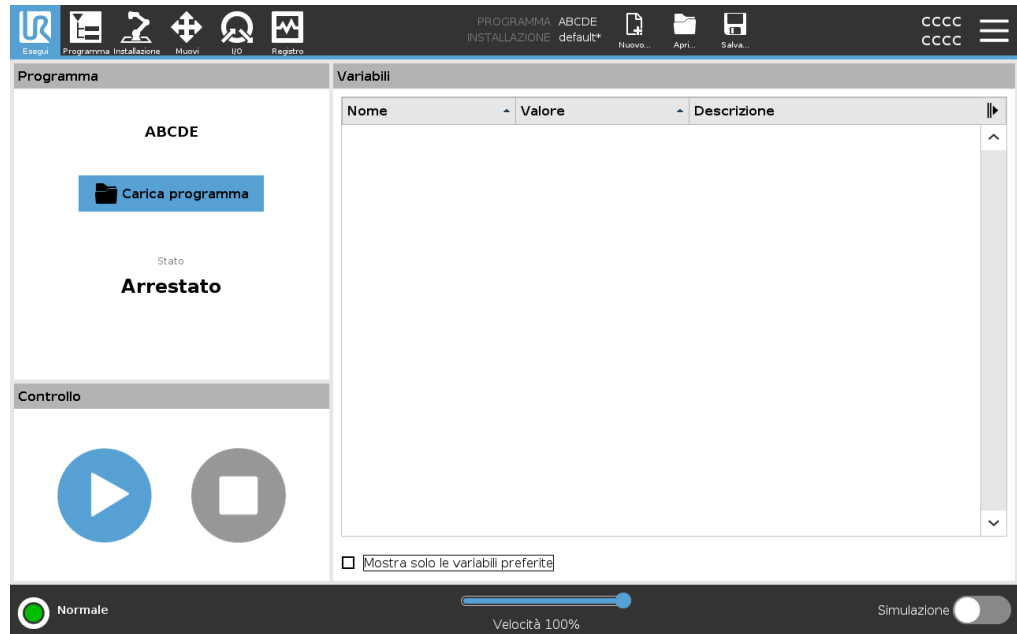 PROGRAMMA ABCDE
INSTALLAZIONE default*
Esegui Programma Installazione Muovi I/O Registro
Nuovo... Apri... Salva...
CCCC
CCCC
Programma
Variabili
Nome Valore Descrizione
ABCDE
Carica programma
Stato
Arrestato
Controllo
Mostra solo le variabili preferite
Normale
Velocità 100%
Simulazione